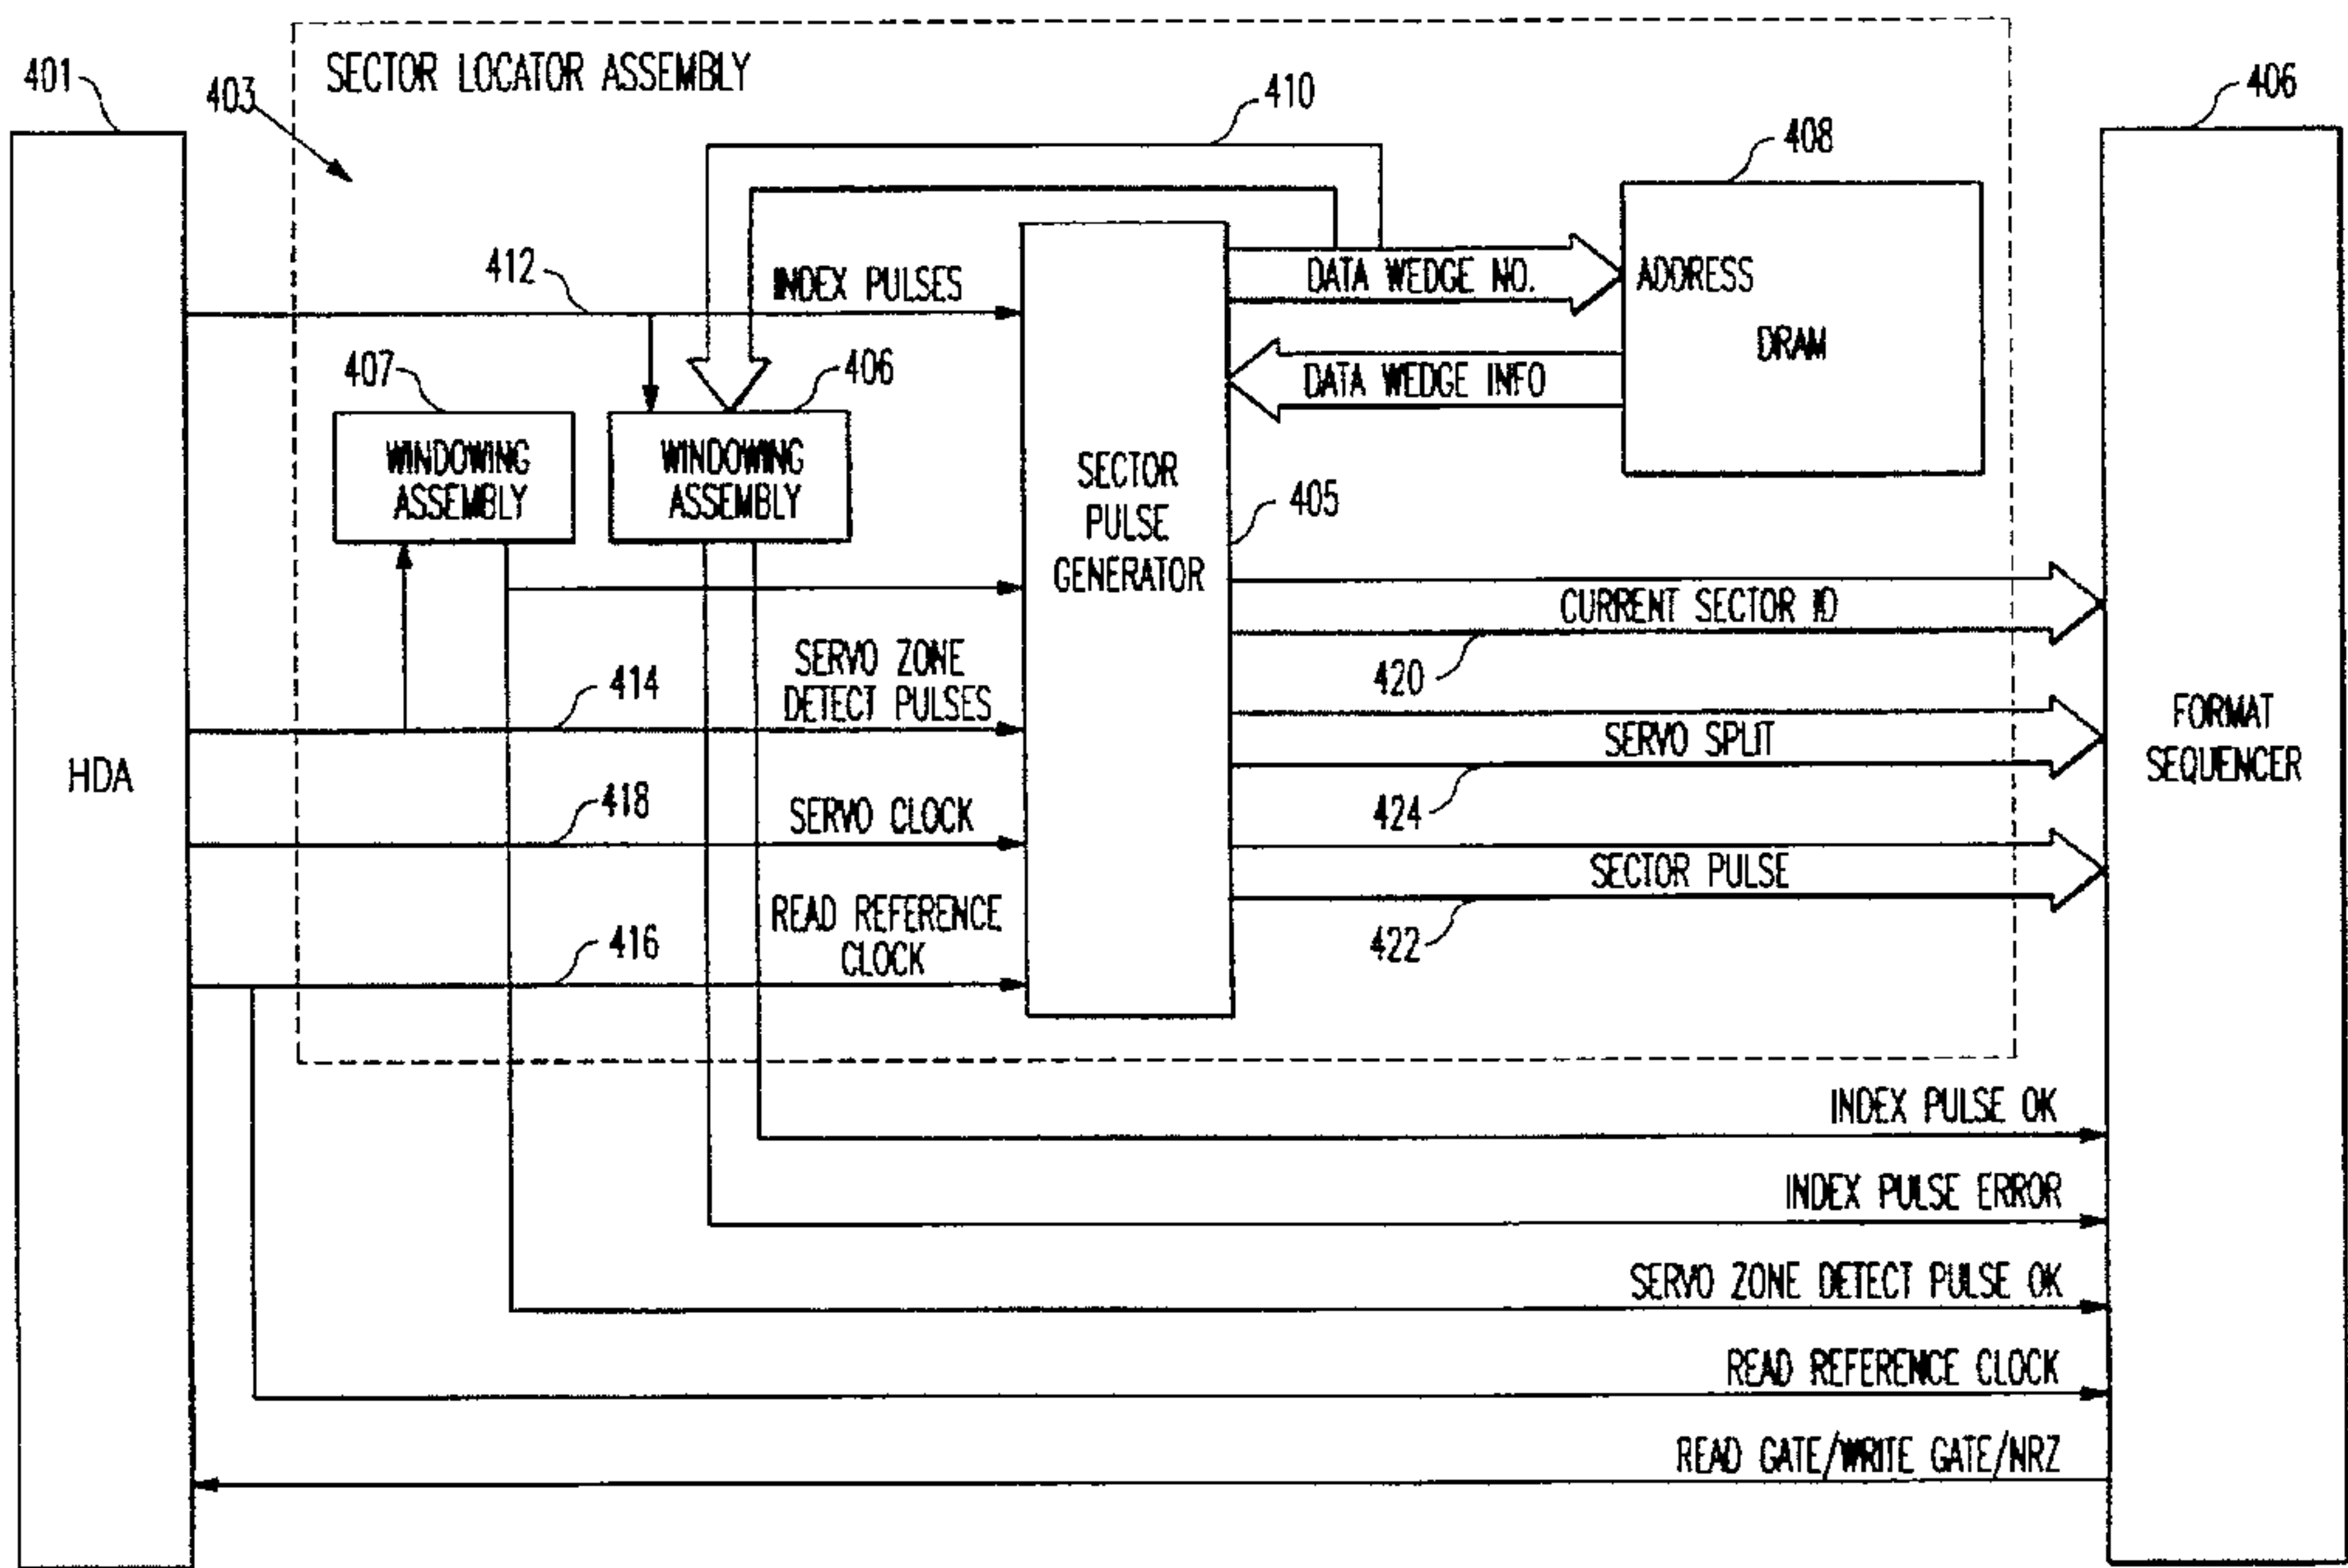 401
403
SECTOR LOCATOR ASSEMBLY
410
408
406
412
INDEX PULSES
DATA WEDGE NO.
ADDRESS
DRAM
DATA WEDGE INFO
407
406
WINDOWING
ASSEMBLY
WINDOWING
ASSEMBLY
SECTOR
PULSE
GENERATOR
405
CURRENT SECTOR ID
420
SERVO ZONE
DETECT PULSES
414
SERVO SPLIT
424
HDA
FORMAT
SEQUENCER
418
SERVO CLOCK
SECTOR PULSE
422
READ REFERENCE
CLOCK
416
INDEX PULSE OK
INDEX PULSE ERROR
SERVO ZONE DETECT PULSE OK
READ REFERENCE CLOCK
READ GATE/WRITE GATE/NRZ